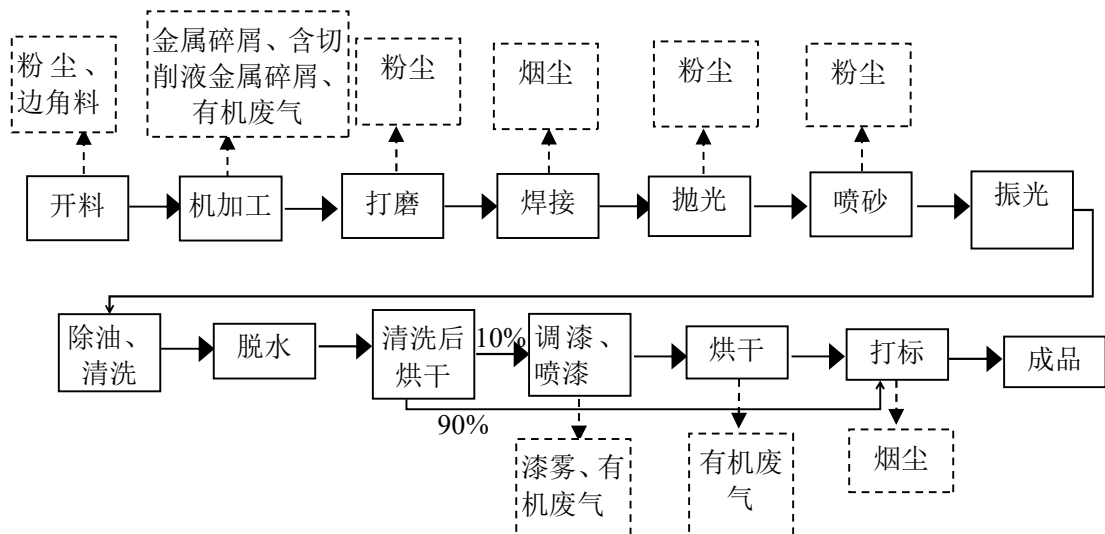 粉尘、
边角料
金属碎屑、含切
削液金属碎屑、
有机废气
粉尘
烟尘
粉尘
粉尘
开料
机加工
打磨
焊接
抛光
喷砂
振光
除油、
清洗
脱水
清洗后
烘干
10%
调漆、
喷漆
烘干
打标
成品
90%
漆雾、有
机废气
有机废
气
烟尘